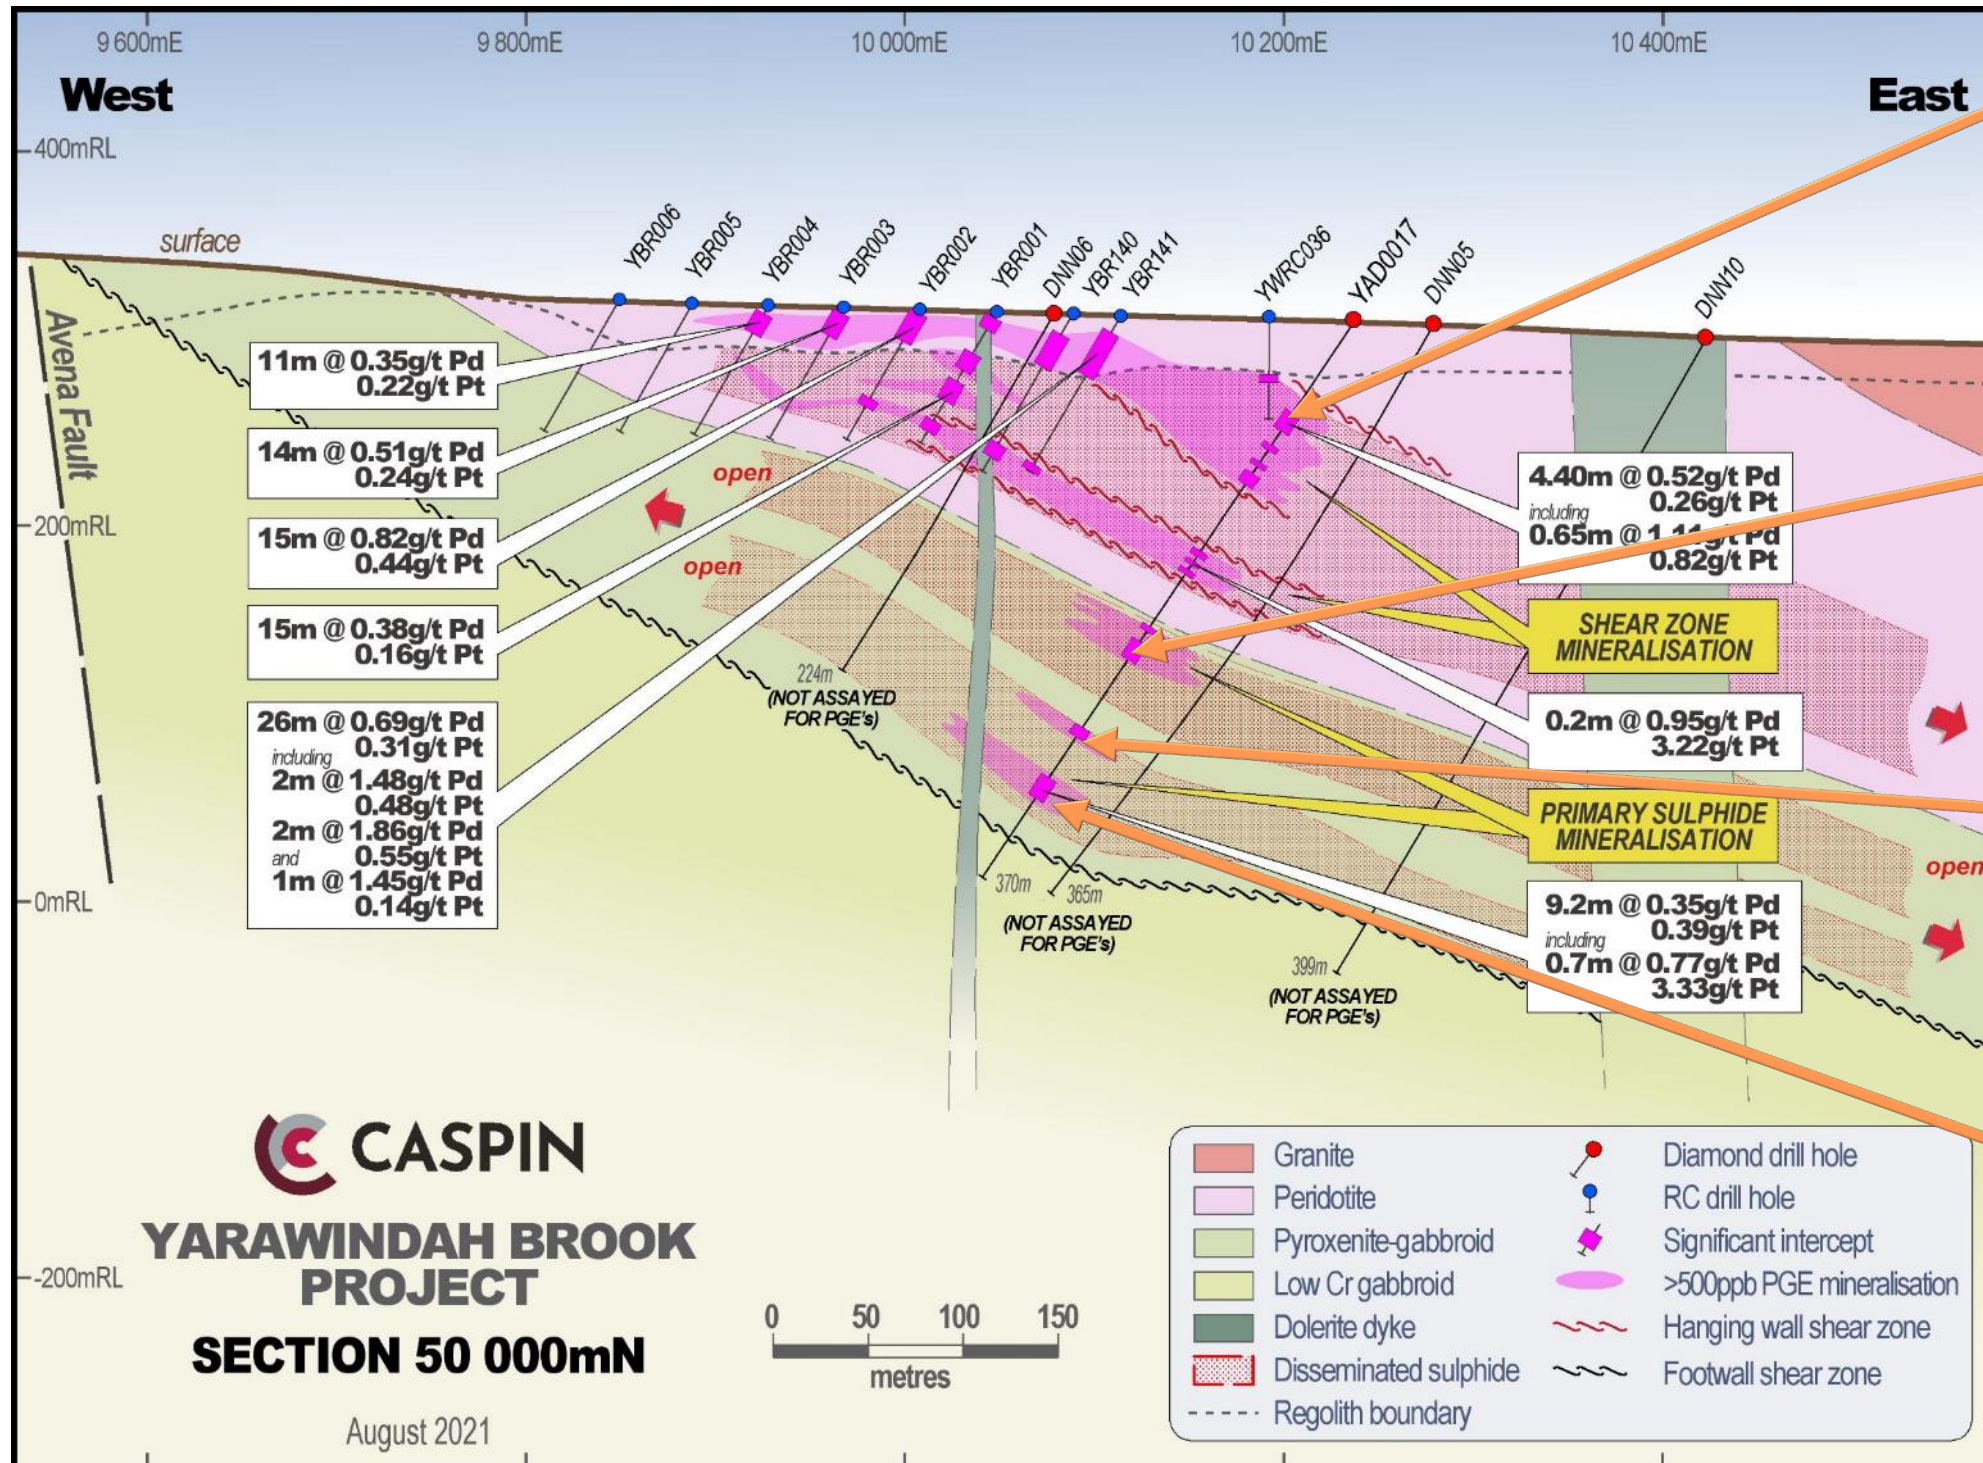 9 600mE
9 800mE
10 000mE
10 200mE
10 400mE
West
East
400mRL
surface
YBR006
YBR005
YBR004
YBR003
YBR002
YBR001
DNN06
YBR140
YBR141
YWRC036
YAD0017
DNN05
DNN10
Avena Fault
11m @ 0.35g/t Pd
0.22g/t Pt
14m @ 0.51g/t Pd
0.24g/t Pt
200mRL
15m @ 0.82g/t Pd
0.44g/t Pt
15m @ 0.38g/t Pd
0.16g/t Pt
26m @ 0.69g/t Pd
including 0.31g/t Pt
2m @ 1.48g/t Pd
0.48g/t Pt
2m @ 1.86g/t Pd
and 0.55g/t Pt
1m @ 1.45g/t Pd
0.14g/t Pt
open
open
4.40m @ 0.52g/t Pd
including 0.26g/t Pt
0.65m @ 1.11g/t Pd
0.82g/t Pt
SHEAR ZONE
MINERALISATION
0.2m @ 0.95g/t Pd
3.22g/t Pt
PRIMARY SULPHIDE
MINERALISATION
open
9.2m @ 0.35g/t Pd
including 0.39g/t Pt
0.7m @ 0.77g/t Pd
3.33g/t Pt
224m
(NOT ASSAYED
FOR PGE's)
370m
365m
(NOT ASSAYED
FOR PGE's)
399m
(NOT ASSAYED
FOR PGE's)
0mRL
-200mRL
CASPIN
YARAWINDAH BROOK
PROJECT
SECTION 50 000mN
August 2021
0 50 100 150
metres
Granite
Peridotite
Pyroxenite-gabbroid
Low Cr gabbroid
Dolerite dyke
Disseminated sulphide
Regolith boundary
Diamond drill hole
RC drill hole
Significant intercept
>500ppb PGE mineralisation
Hanging wall shear zone
Footwall shear zone